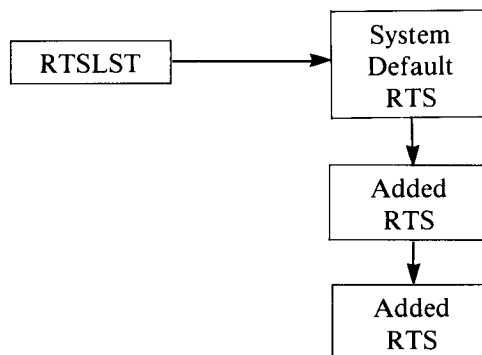 RTSLST
System
Default
RTS
Added
RTS
Added
RTS